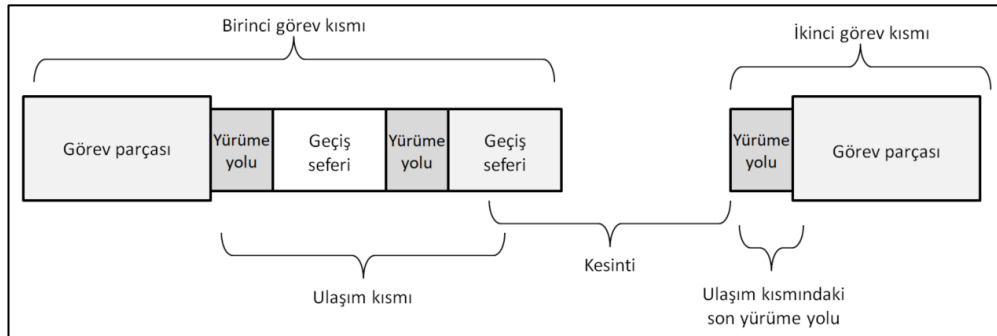 Birinci görev kısmı
İkinci görev kısmı
Görev parçası
Yürüme
yolu
Geçiş
seferi
Yürüme
yolu
Geçiş
seferi
Yürüme
yolu
Görev parçası
Kesinti
Ulaşım kısmı
Ulaşım kısmındaki
son yürüme yolu